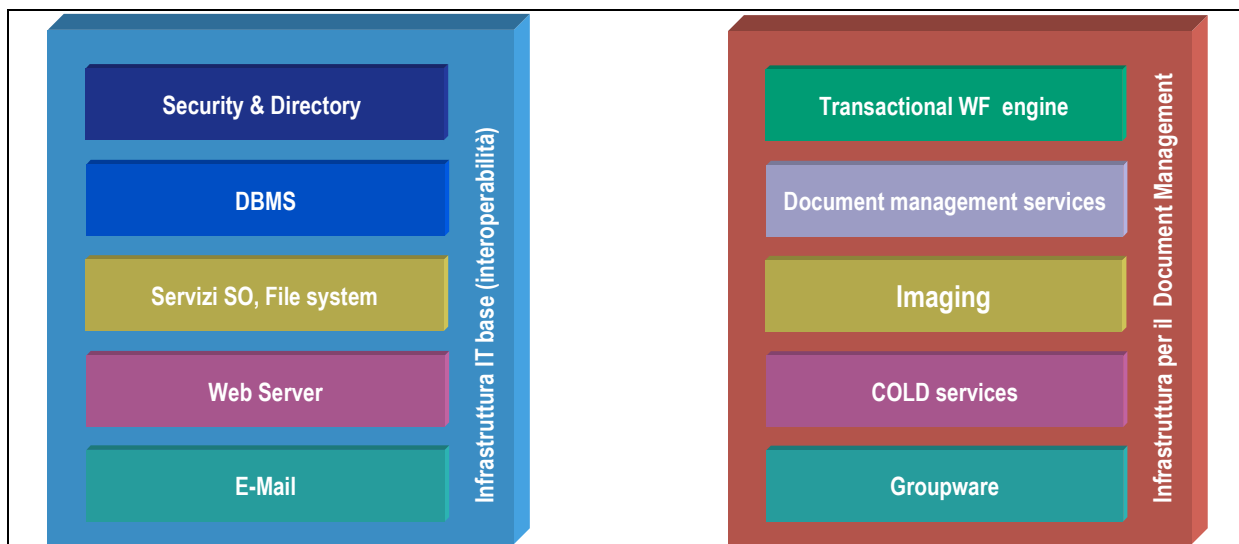 Security & Directory
DBMS
Servizi SO, File system
Web Server
E-Mail
Infrastruttura IT base (interoperabilità)
Transactional WF engine
Document management services
Imaging
COLD services
Groupware
Infrastruttura per il Document Management